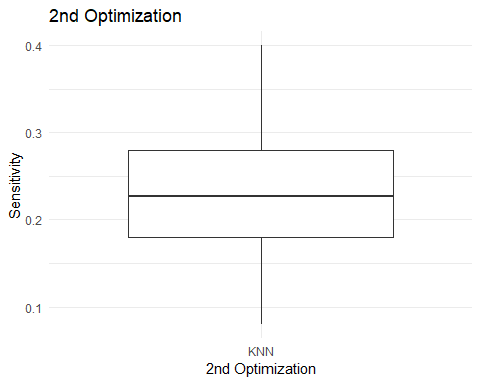 2nd Optimization
Sensitivity
0.4
0.3
0.2
0.1
KNN
2nd Optimization